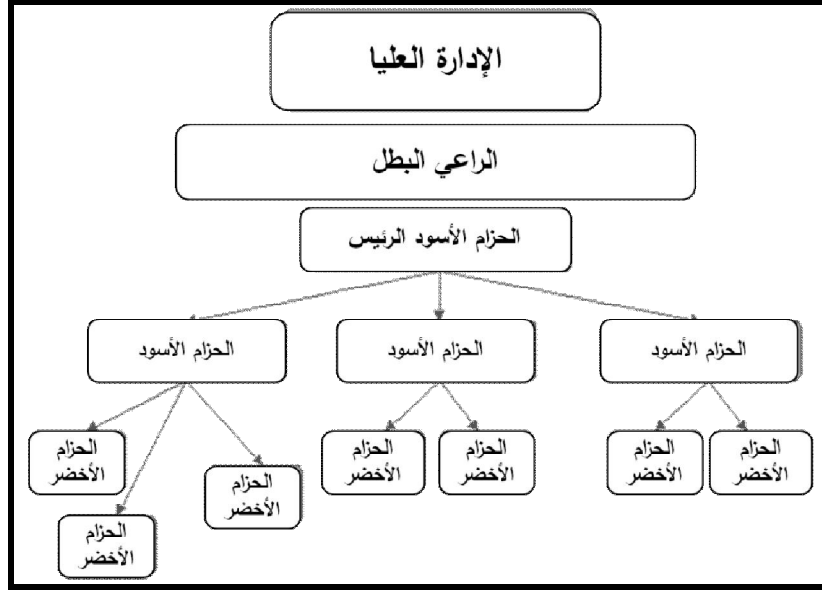 الإدارة العليا
الراعي البطل
الحزام الأسود الرئيس
الحزام الأسود
الحزام الأسود
الحزام الأسود
الحزام
الأخضر
الحزام
الأخضر
الحزام
الأخضر
الحزام
الأخضر
الحزام
الأخضر
الحزام
الأخضر
الحزام
الأخضر